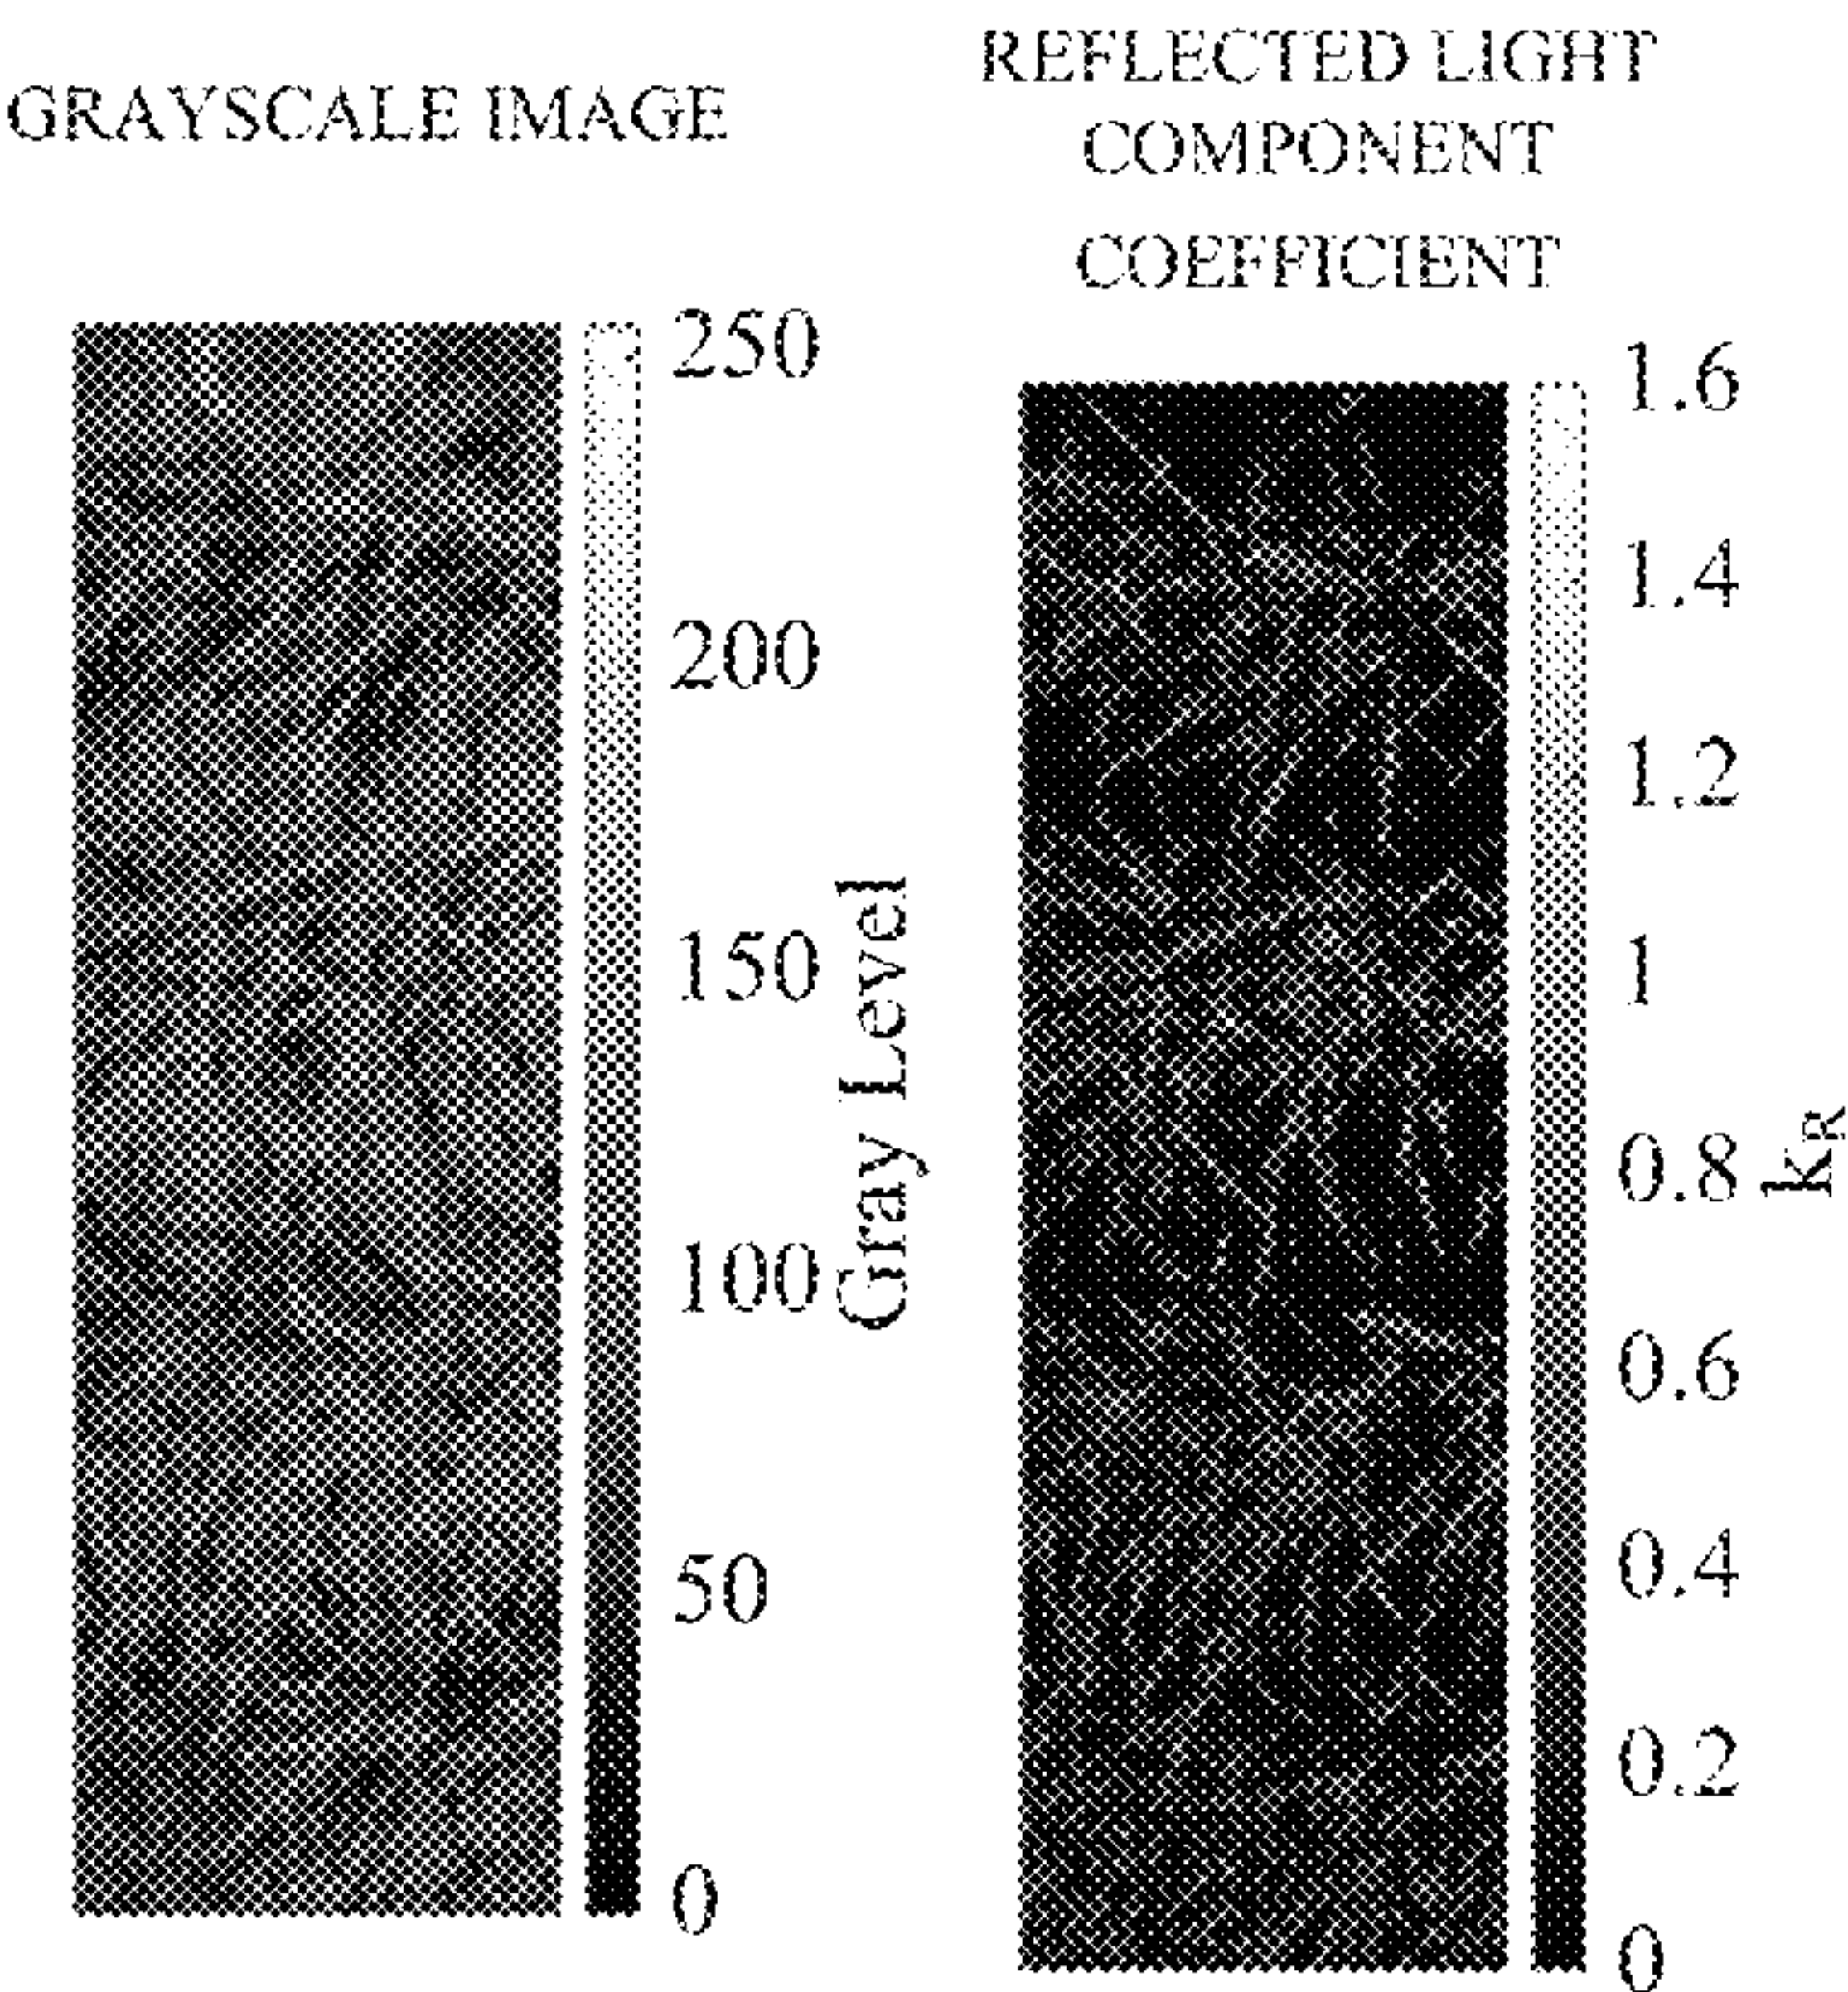 GRAYSCALE IMAGE
250
200
150
100
50
0
Gray Level
REFLECTED LIGHT
COMPONENT
COEFFICIENT
1.6
1.4
1.2
1
0.8
0.6
0.4
0.2
0
kR